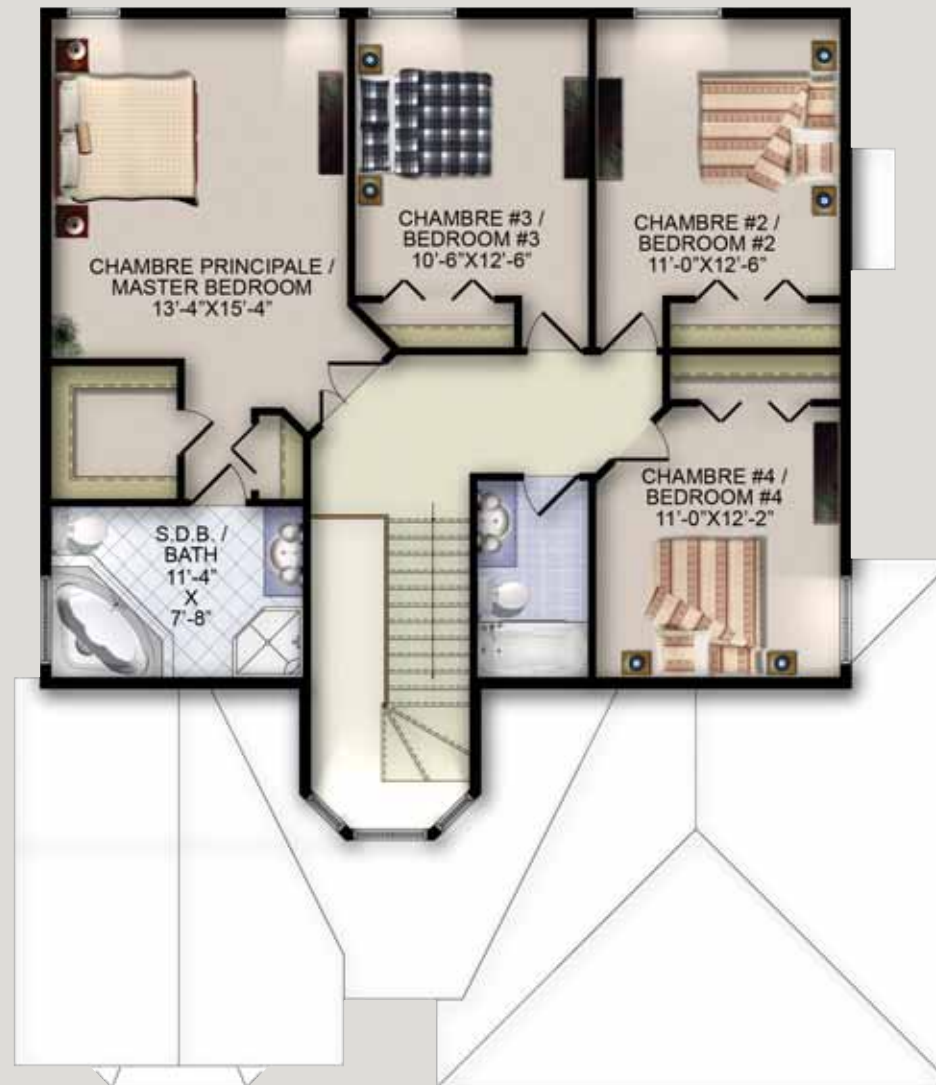 CHAMBRE PRINCIPALE /
MASTER BEDROOM
13'-4"X15'-4"
CHAMBRE #3 /
BEDROOM #3
10'-6"X12'-6"
CHAMBRE #2 /
BEDROOM #2
11'-0"X12'-6"
CHAMBRE #4 /
BEDROOM #4
11'-0"X12'-2"
S.D.B. /
BATH
11'-4"
X
7'-8"